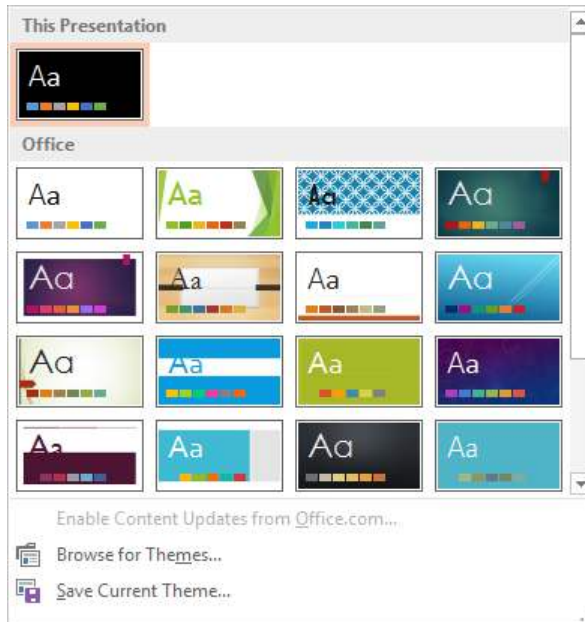 This Presentation
Aa
Office
Aa Aa Aa Aa
Aa Aa Aa Aa
Aa Aa Aa Aa
Aa Aa Aa Aa
Enable Content Updates from Office.com...
Browse for Themes...
Save Current Theme...